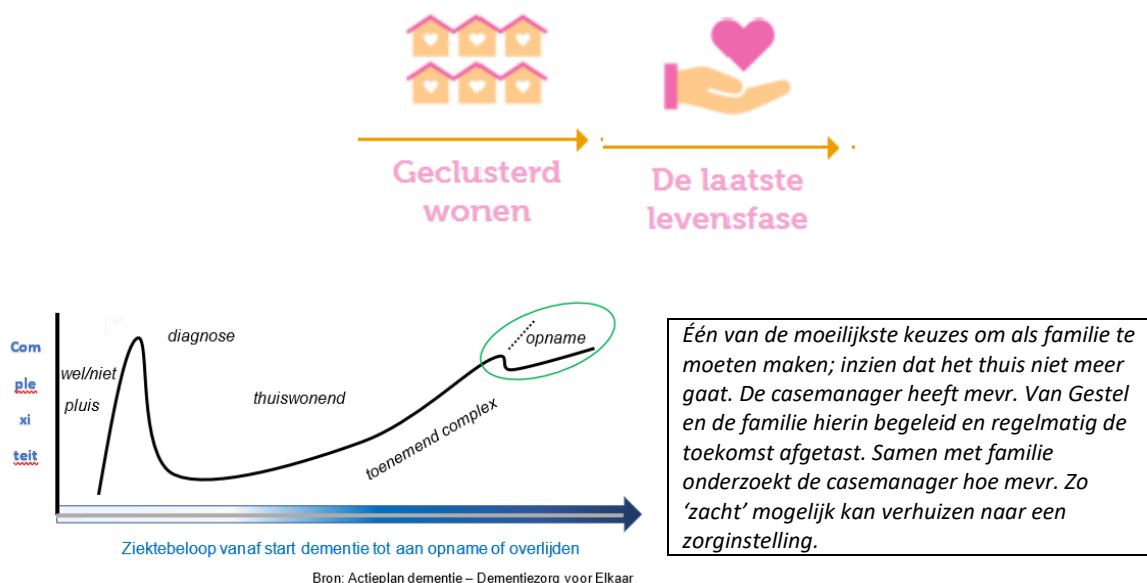 Geclusterd
wonen
De laatste
levensfase
Com
ple
xi
teit
wel/niet
pluis
diagnose
thuiswonend
toenemend complex
opname
Ziektebeloop vanaf start dementie tot aan opname of overlijden
Bron: Actieplan dementie – Dementiezorg voor Elkaar
Één van de moeilijkste keuzes om als familie te
moeten maken; inzien dat het thuis niet meer
gaat. De casemanager heeft mevr. Van Gestel
en de familie hierin begeleid en regelmatig de
toekomst afgetast. Samen met familie
onderzoekt de casemanager hoe mevr. Zo
‘zacht’ mogelijk kan verhuizen naar een
zorginstelling.